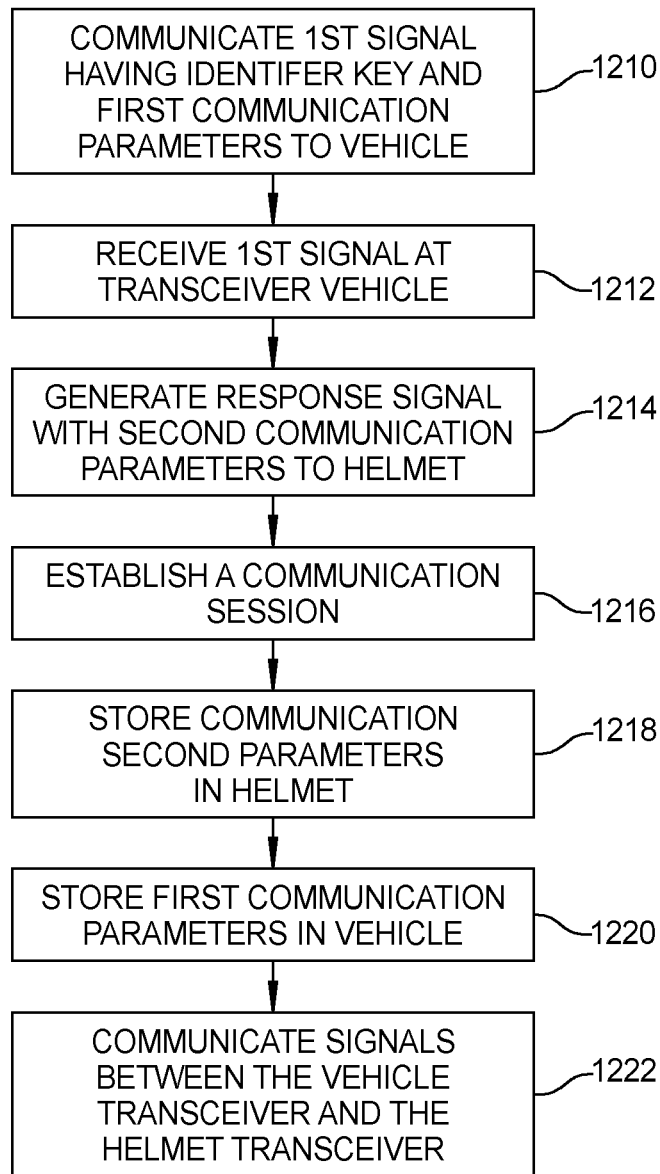 COMMUNICATE 1ST SIGNAL
HAVING IDENTIFER KEY AND
FIRST COMMUNICATION
PARAMETERS TO VEHICLE
1210
RECEIVE 1ST SIGNAL AT
TRANSCEIVER VEHICLE
1212
GENERATE RESPONSE SIGNAL
WITH SECOND COMMUNICATION
PARAMETERS TO HELMET
1214
ESTABLISH A COMMUNICATION
SESSION
1216
STORE COMMUNICATION
SECOND PARAMETERS
IN HELMET
1218
STORE FIRST COMMUNICATION
PARAMETERS IN VEHICLE
1220
COMMUNICATE SIGNALS
BETWEEN THE VEHICLE
TRANSCEIVER AND THE
HELMET TRANSCEIVER
1222